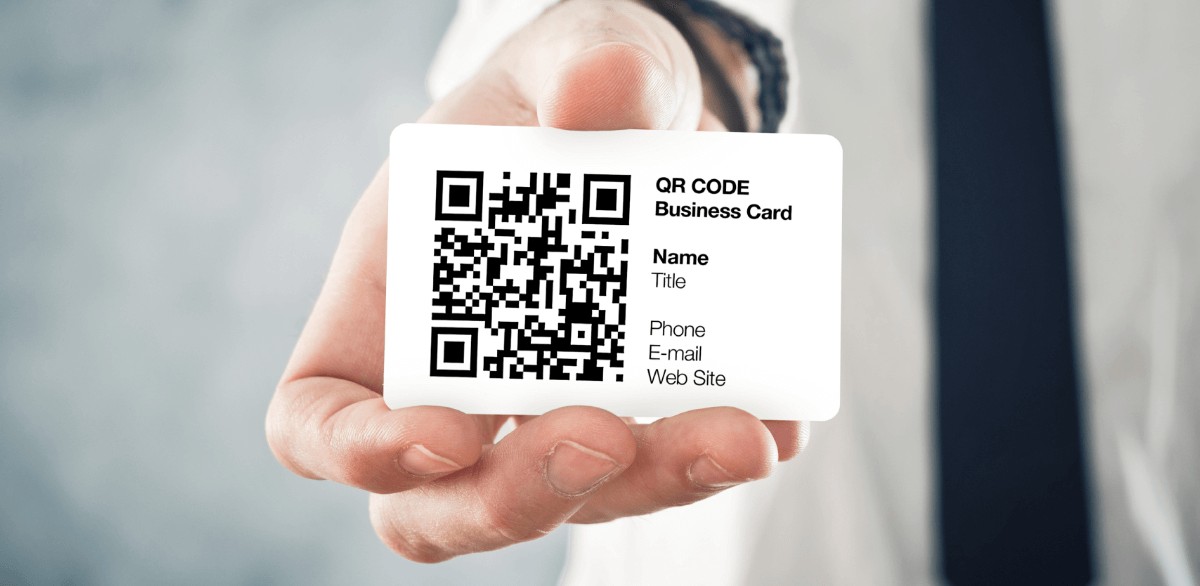 QR CODE
Business Card
Name
Title
Phone
E-mail
Web Site